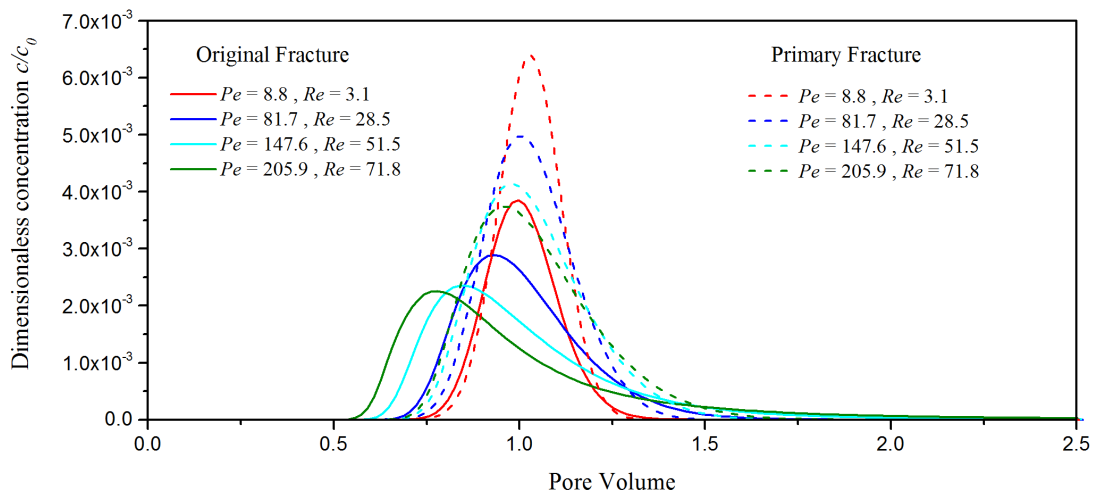 7.0x10⁻³
6.0x10⁻³
5.0x10⁻³
4.0x10⁻³
3.0x10⁻³
2.0x10⁻³
1.0x10⁻³
0.0
Dimensionaless concentration c/c₀
Original Fracture
Pe = 8.8 , Re = 3.1
Pe = 81.7 , Re = 28.5
Pe = 147.6 , Re = 51.5
Pe = 205.9 , Re = 71.8
Primary Fracture
Pe = 8.8 , Re = 3.1
Pe = 81.7 , Re = 28.5
Pe = 147.6 , Re = 51.5
Pe = 205.9 , Re = 71.8
0.0 0.5 1.0 1.5 2.0 2.5
Pore Volume